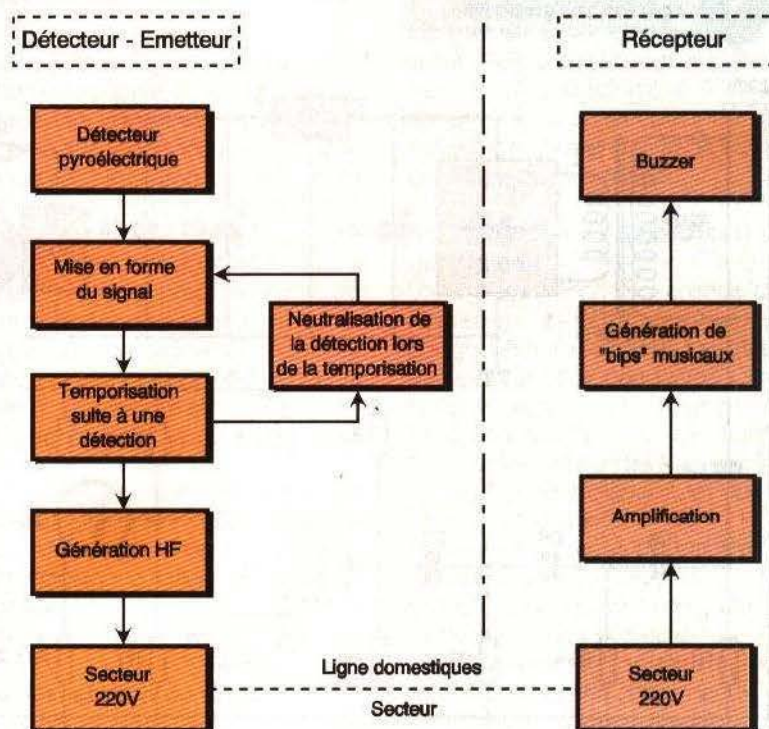 Détecteur - Emetteur
Détecteur
pyroélectrique
Mise en forme
du signal
Neutralisation de
la détection lors
de la temporisation
Temporisation
suite à une
détection
Génération HF
Secteur
220V
Ligne domestiques
Secteur
Récepteur
Buzzer
Génération de
"bips" musicaux
Amplification
Secteur
220V